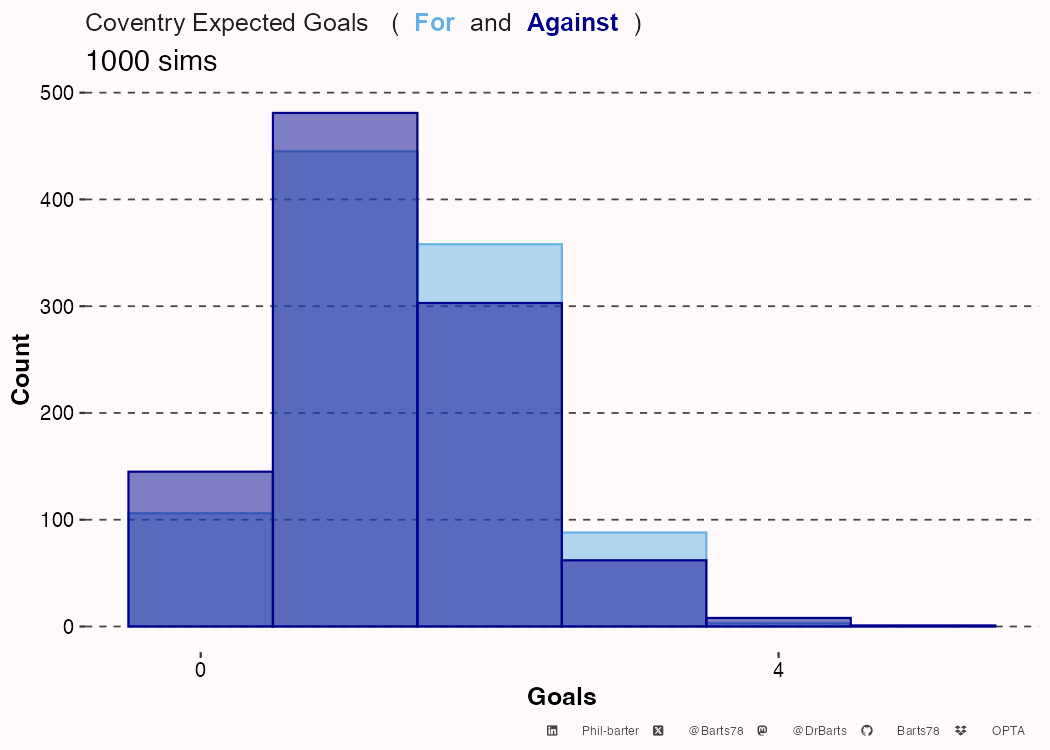 Coventry Expected Goals ( For and Against )
1000 sims
500
400
300
200
100
0
Count
0 4
Goals
Phil-barter @Barts78 @DrBarts Barts78 OPTA